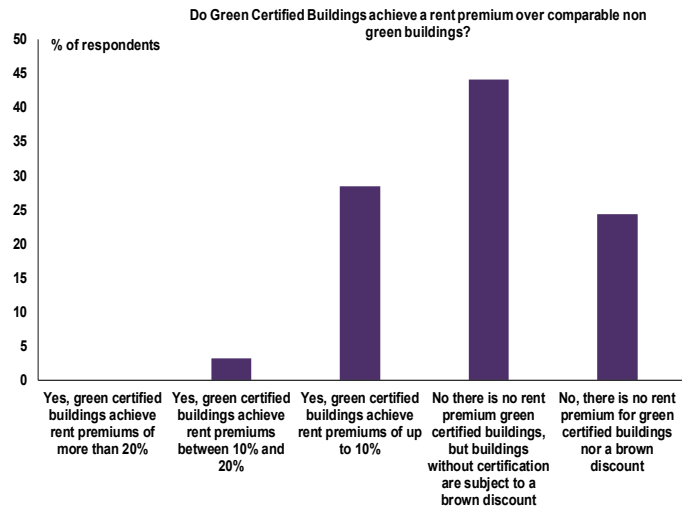 Do Green Certified Buildings achieve a rent premium over comparable non
green buildings?
% of respondents
50
45
40
35
30
25
20
15
10
5
0
Yes, green certified
buildings achieve
rent premiums of
more than 20%
Yes, green certified
buildings achieve
rent premiums
between 10% and
20%
Yes, green certified
buildings achieve
rent premiums of up
to 10%
No there is no rent
premium green
certified buildings,
but buildings
without certification
are subject to a
brown discount
No, there is no rent
premium for green
certified buildings
nor a brown
discount